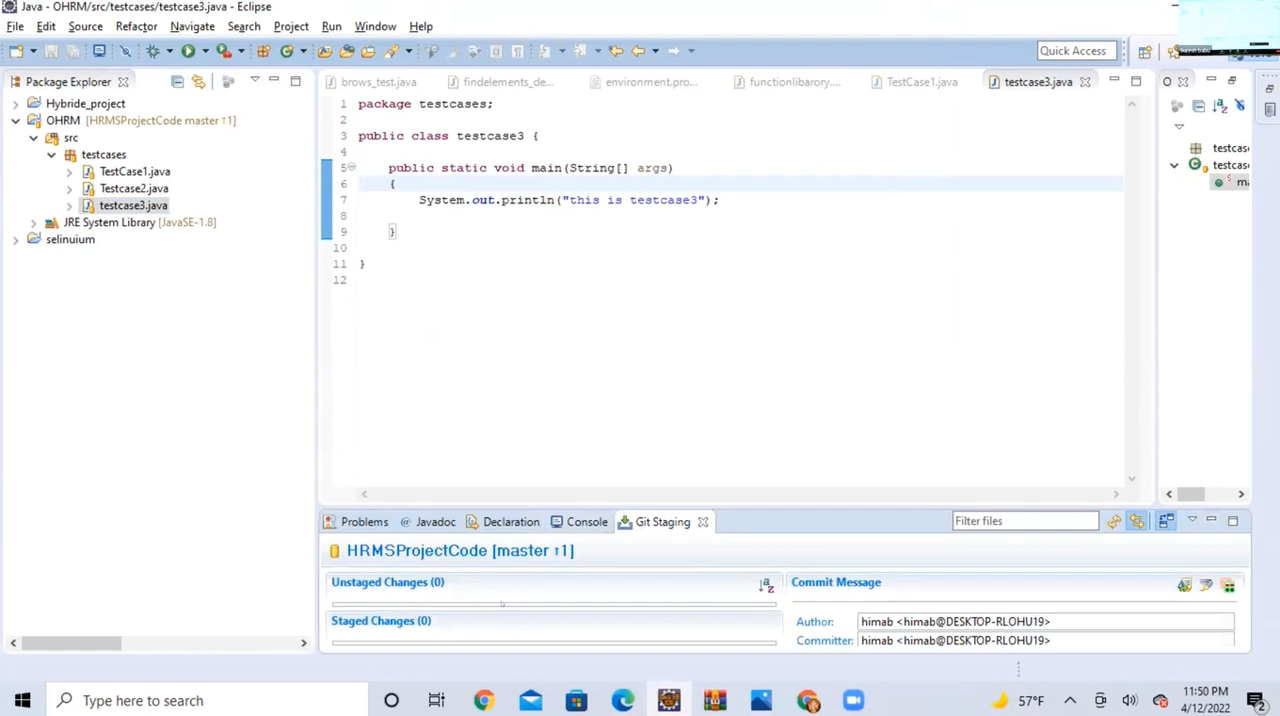 Java - OHRM/src/testcases/testcase3.java - Eclipse
File Edit Source Refactor Navigate Search Project Run Window Help
Quick Access
Package Explorer
Hybride_project
OHRM [HRMSProjectCode master ↑1]
src
testcases
TestCase1.java
Testcase2.java
testcase3.java
JRE System Library [JavaSE-1.8]
selinuium
brows_test.java findelements_de... environment.pro... functionlibarory.... TestCase1.java testcase3.java
1 package testcases;
2
3 public class testcase3 {
4
5 public static void main(String[] args)
6 {
7 System.out.println("this is testcase3");
8
9 }
10
11 }
12
O
testcas
testcas
ma
Problems @ Javadoc Declaration Console Git Staging
Filter files
HRMSProjectCode [master ↑1]
Unstaged Changes (0)
Staged Changes (0)
Commit Message
Author: himab <himab@DESKTOP-RLOHU19>
Committer: himab <himab@DESKTOP-RLOHU19>
Type here to search
57°F
11:50 PM
4/12/2022
2